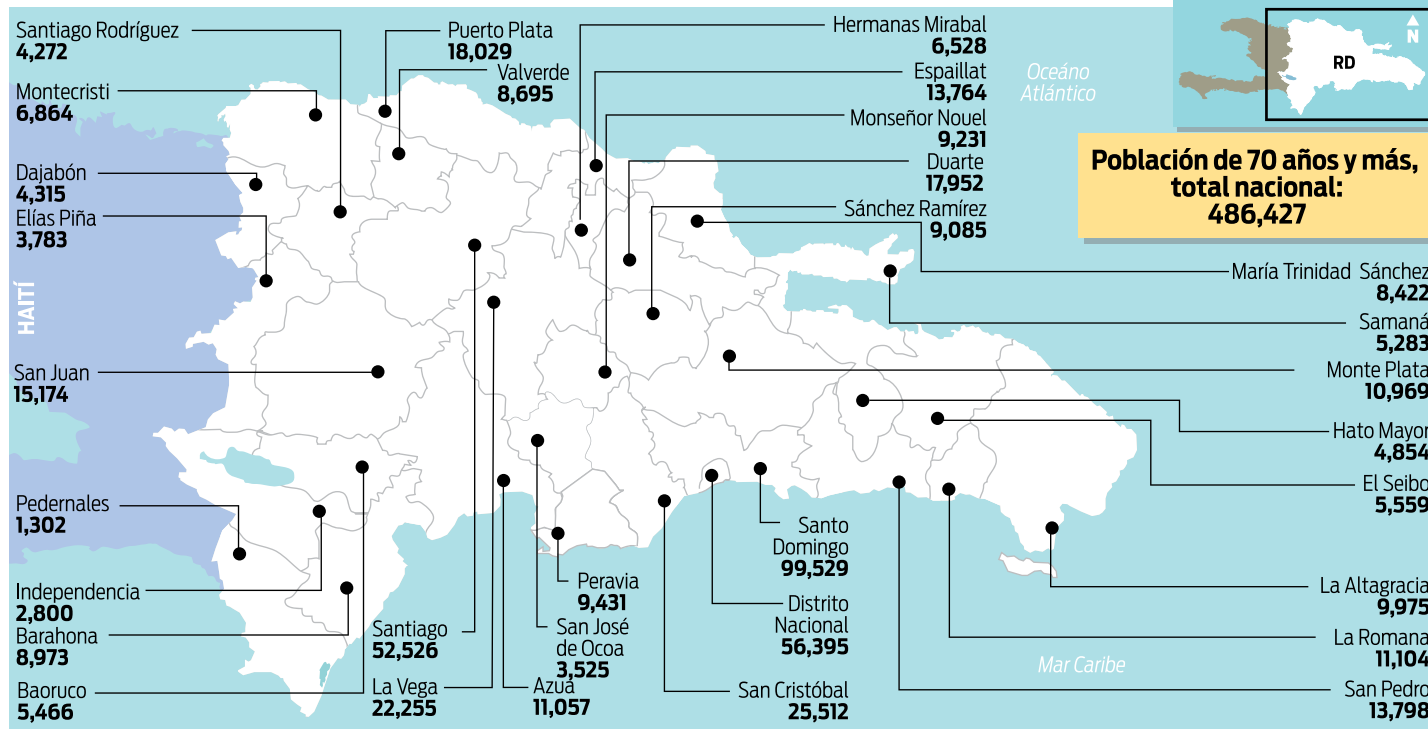 Santiago Rodríguez
4,272
Montecristi
6,864
Dajabón
4,315
Elías Piña
3,783
HAITÍ
San Juan
15,174
Pedernales
1,302
Independencia
2,800
Barahona
8,973
Baoruco
5,466
Puerto Plata
18,029
Valverde
8,695
Hermanas Mirabal
6,528
Espaillat
13,764
Monseñor Nouel
9,231
Duarte
17,952
Sánchez Ramírez
9,085
Oceáno
Atlántico
N
RD
Población de 70 años y más,
total nacional:
486,427
María Trinidad Sánchez
8,422
Samaná
5,283
Monte Plata
10,969
Hato Mayor
4,854
El Seibo
5,559
La Altagracia
9,975
La Romana
11,104
San Pedro
13,798
Mar Caribe
Santo
Domingo
99,529
Distrito
Nacional
56,395
San Cristóbal
25,512
Peravia
9,431
San José
de Ocoa
3,525
Azua
11,057
Santiago
52,526
La Vega
22,255